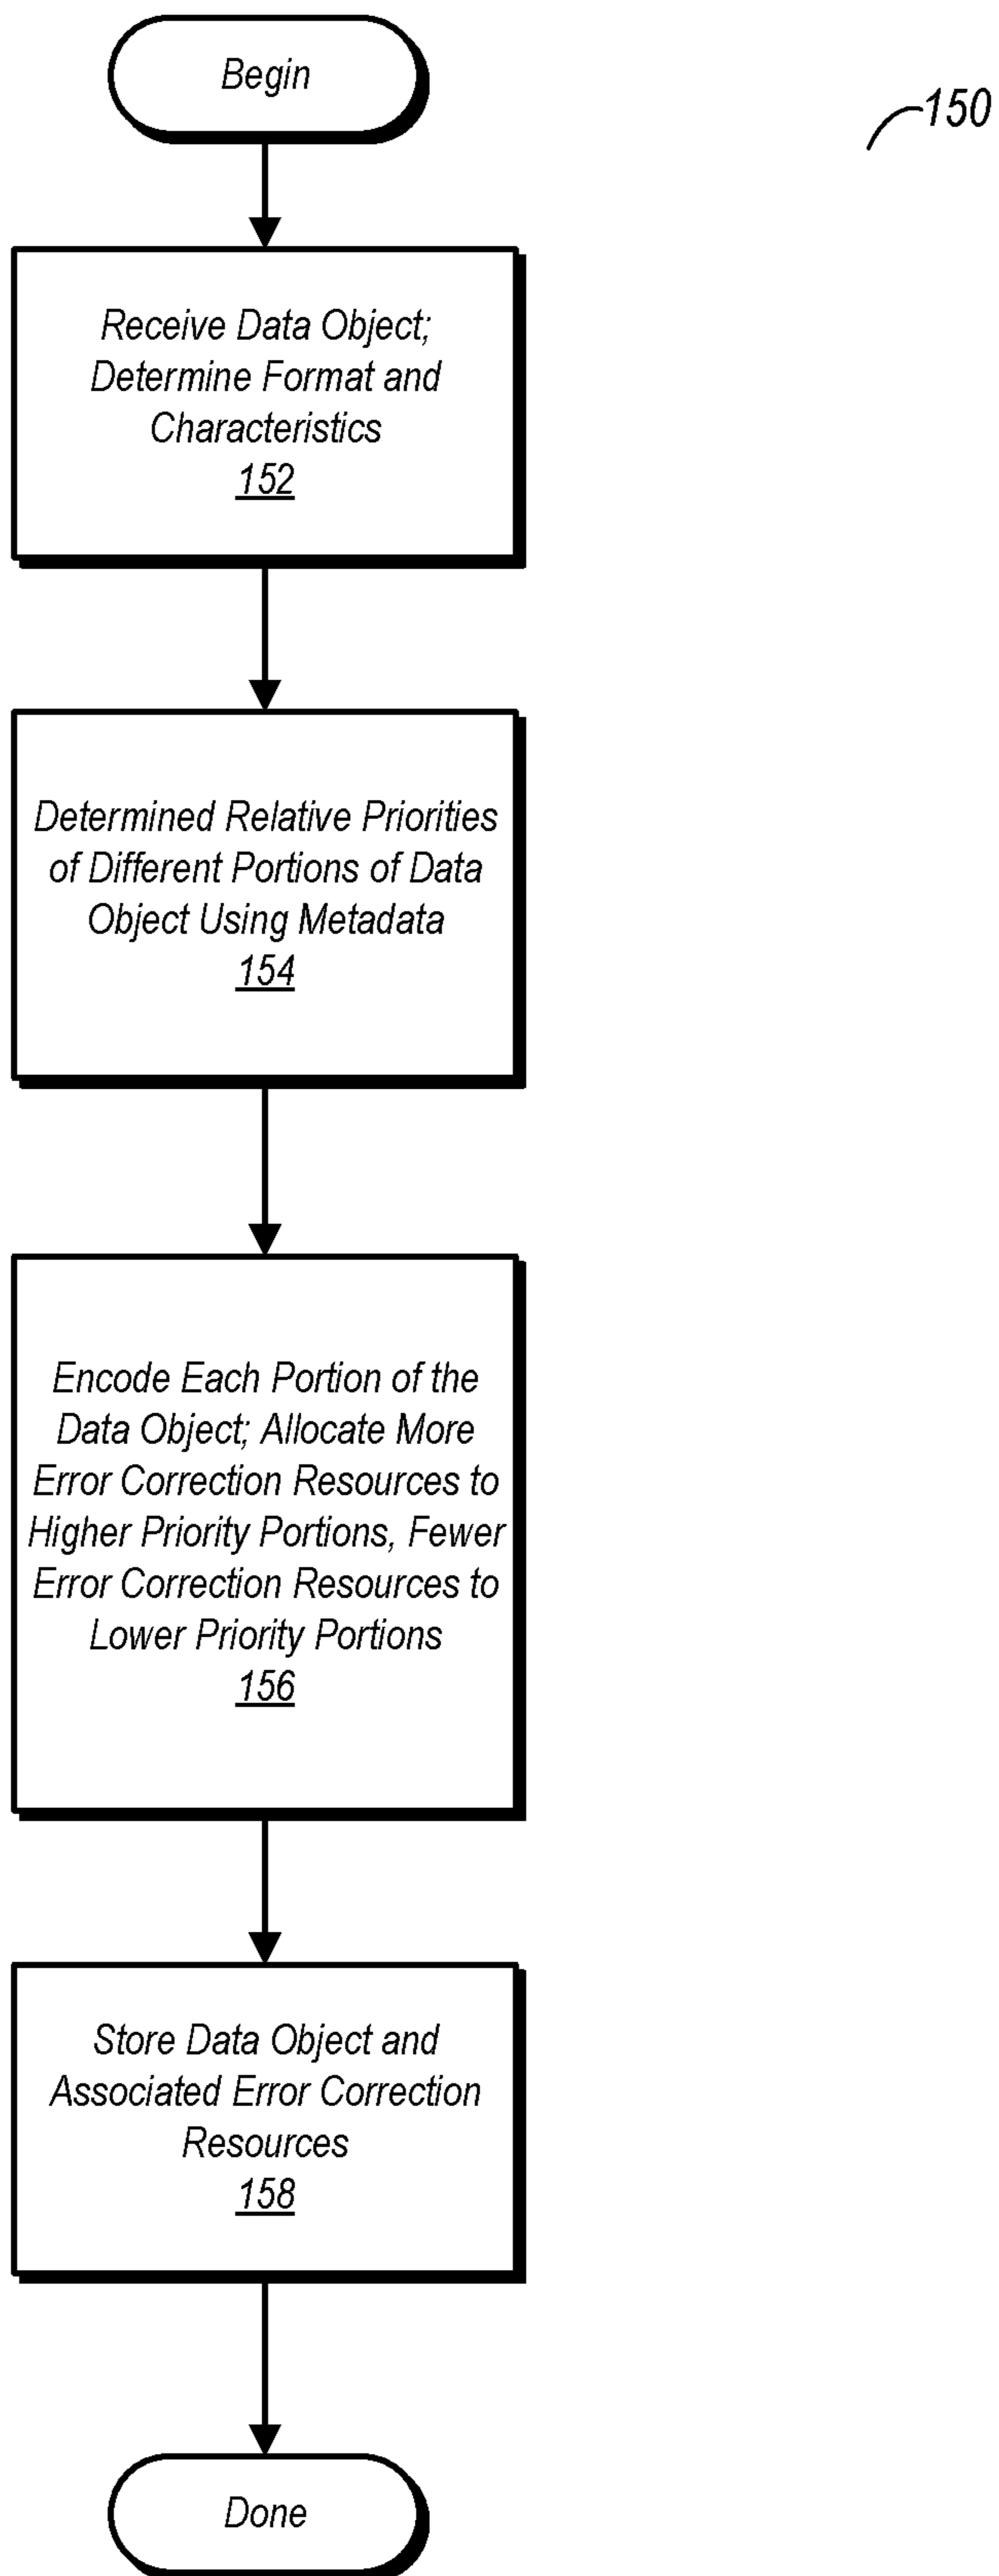 Begin
150
Receive Data Object;
Determine Format and
Characteristics
152
Determined Relative Priorities
of Different Portions of Data
Object Using Metadata
154
Encode Each Portion of the
Data Object; Allocate More
Error Correction Resources to
Higher Priority Portions, Fewer
Error Correction Resources to
Lower Priority Portions
156
Store Data Object and
Associated Error Correction
Resources
158
Done